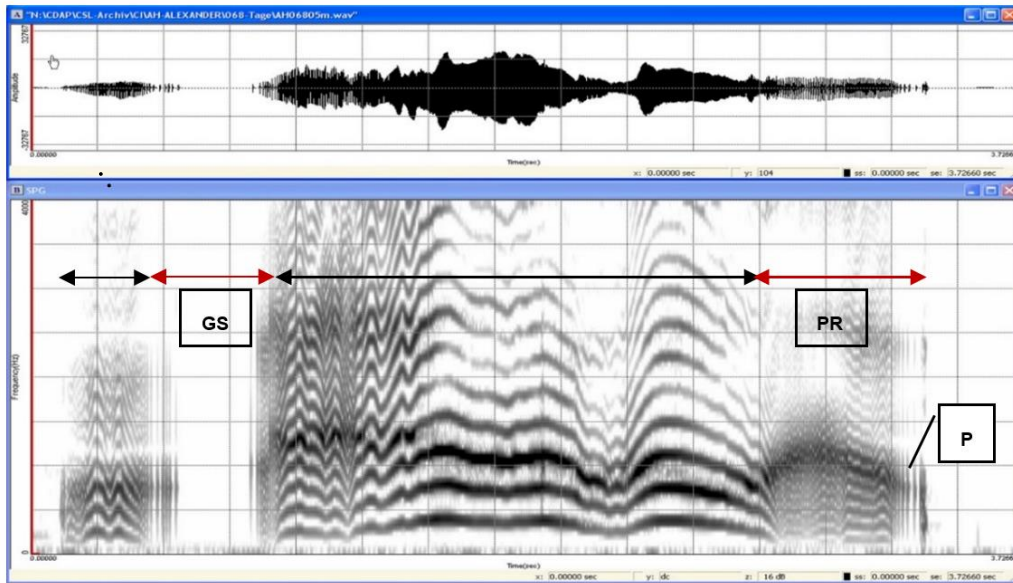 A "N:\CDAP\CSL-Archiv\CI\AH-ALEXANDER\068-Tage\AH06805m.wav"
32767
Amplitude
-32767
0.00000
3.7266
Time(sec)
x: 0.00000 sec y: 104 ss: 0.00000 sec se: 3.72660 sec
B SPG
4000
GS
PR
P
Frequency(Hz)
0
0.00000
3.7266
Time(sec)
x: 0.00000 sec y: dc z: 16 dB ss: 0.00000 sec se: 3.72660 sec